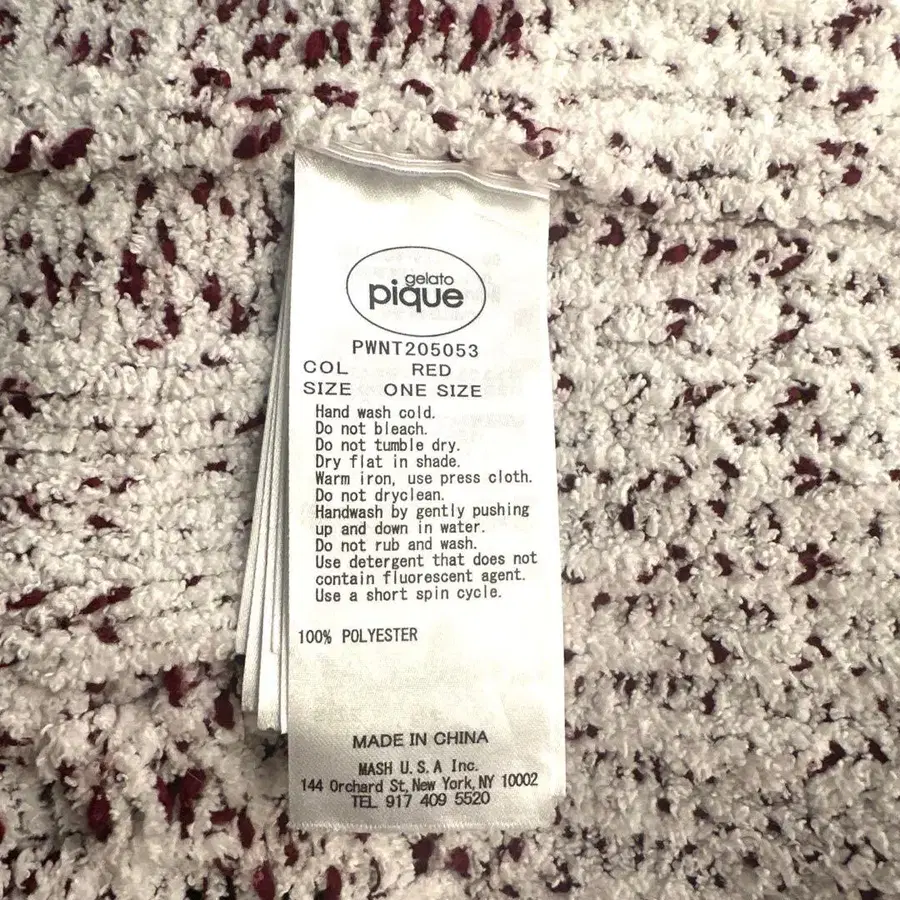 gelato
pique
PWNT205053
COL RED
SIZE ONE SIZE
Hand wash cold.
Do not bleach.
Do not tumble dry.
Dry flat in shade.
Warm iron, use press cloth.
Do not dryclean.
Handwash by gently pushing
up and down in water.
Do not rub and wash.
Use detergent that does not
contain fluorescent agent.
Use a short spin cycle.
100% POLYESTER
MADE IN CHINA
MASH U.S.A Inc.
144 Orchard St, New York, NY 10002
TEL 917 409 5520